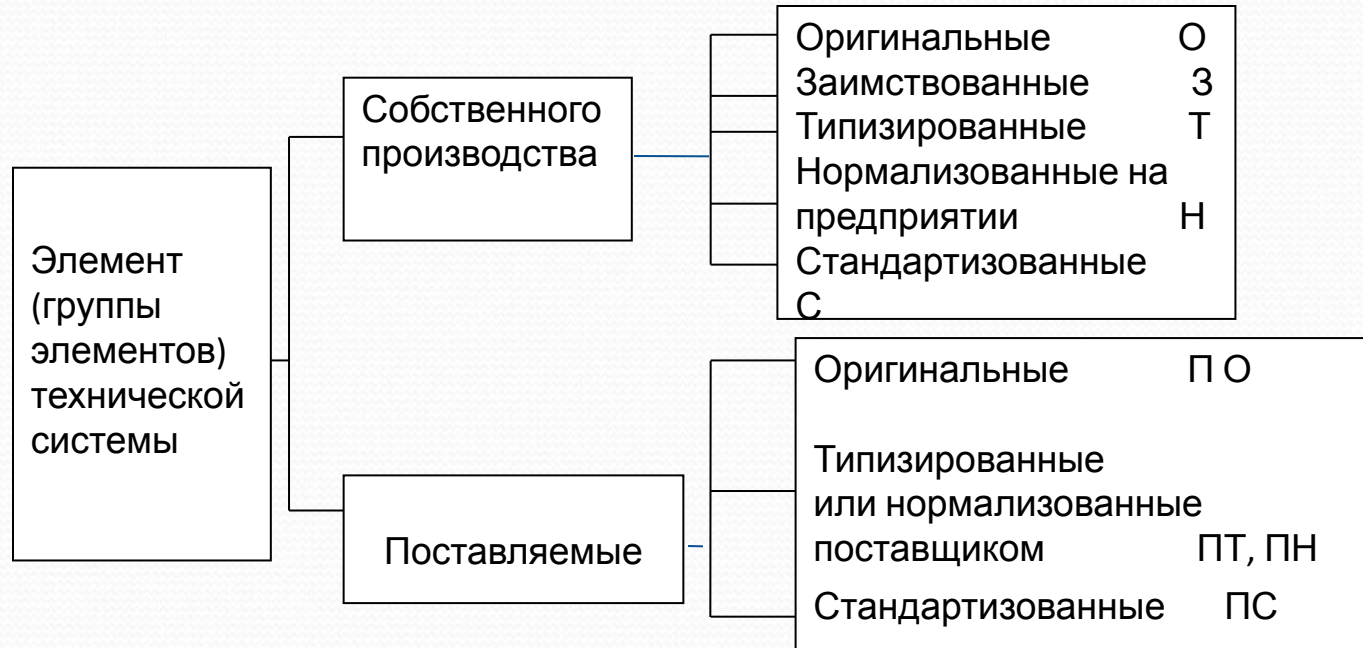 Элемент
(группы
элементов)
технической
системы
Собственного
производства
Оригинальные О
Заимствованные З
Типизированные Т
Нормализованные на
предприятии Н
Стандартизованные
С
Поставляемые
Оригинальные П О
Типизированные
или нормализованные
поставщиком ПТ, ПН
Стандартизованные ПС